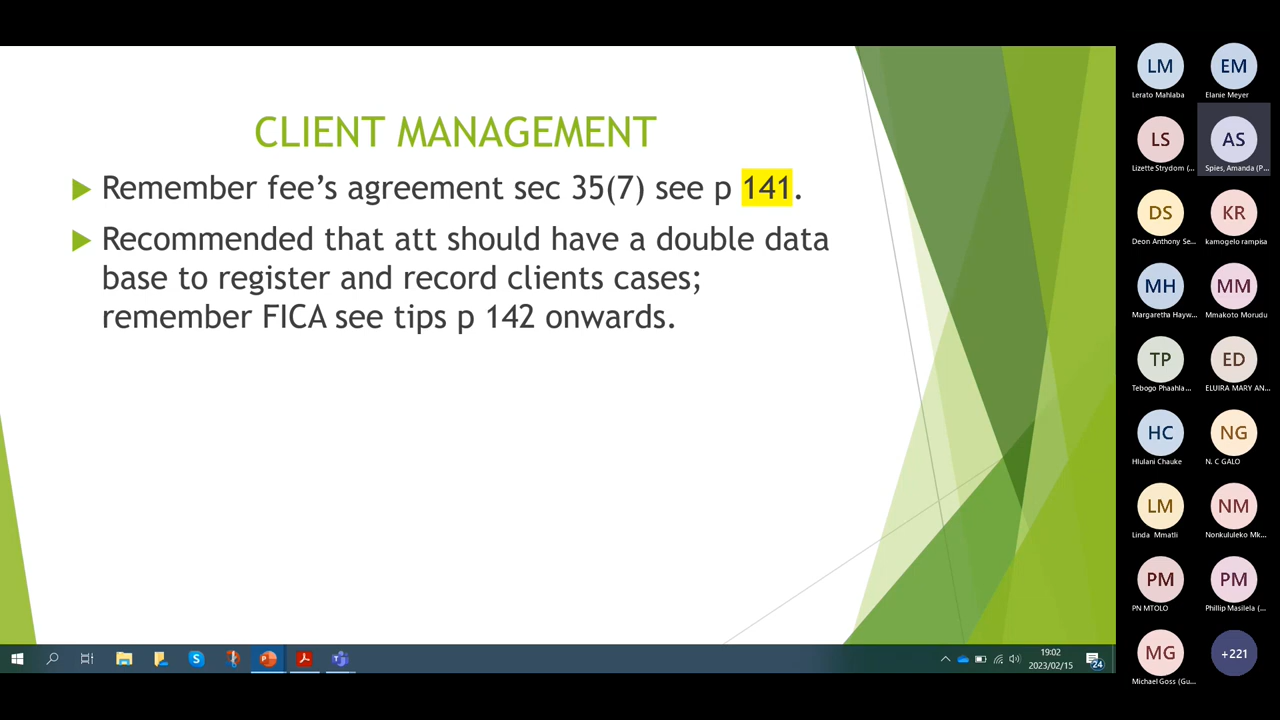 CLIENT MANAGEMENT
Remember fee's agreement sec 35(7) see p 141.
Recommended that att should have a double data
base to register and record clients cases;
remember FICA see tips p 142 onwards.
LM
Lerato Mahlaba
EM
Elanie Meyer
LS
Lizette Strydom (...
AS
Spies, Amanda (P...
DS
Deon Anthony Se...
KR
kamogelo rampisa
MH
Margaretha Hayw...
MM
Mmakoto Morudu
TP
Tebogo Phaahla...
ED
ELUIRA MARY AN...
HC
Hlulani Chauke
NG
N. C GALO
LM
Linda Mmatli
NM
Nonkululeko Mk...
PM
PN MTOLO
PM
Phillip Masilela (...
MG
Michael Goss (Gu...
+221
19:02
2023/02/15
24